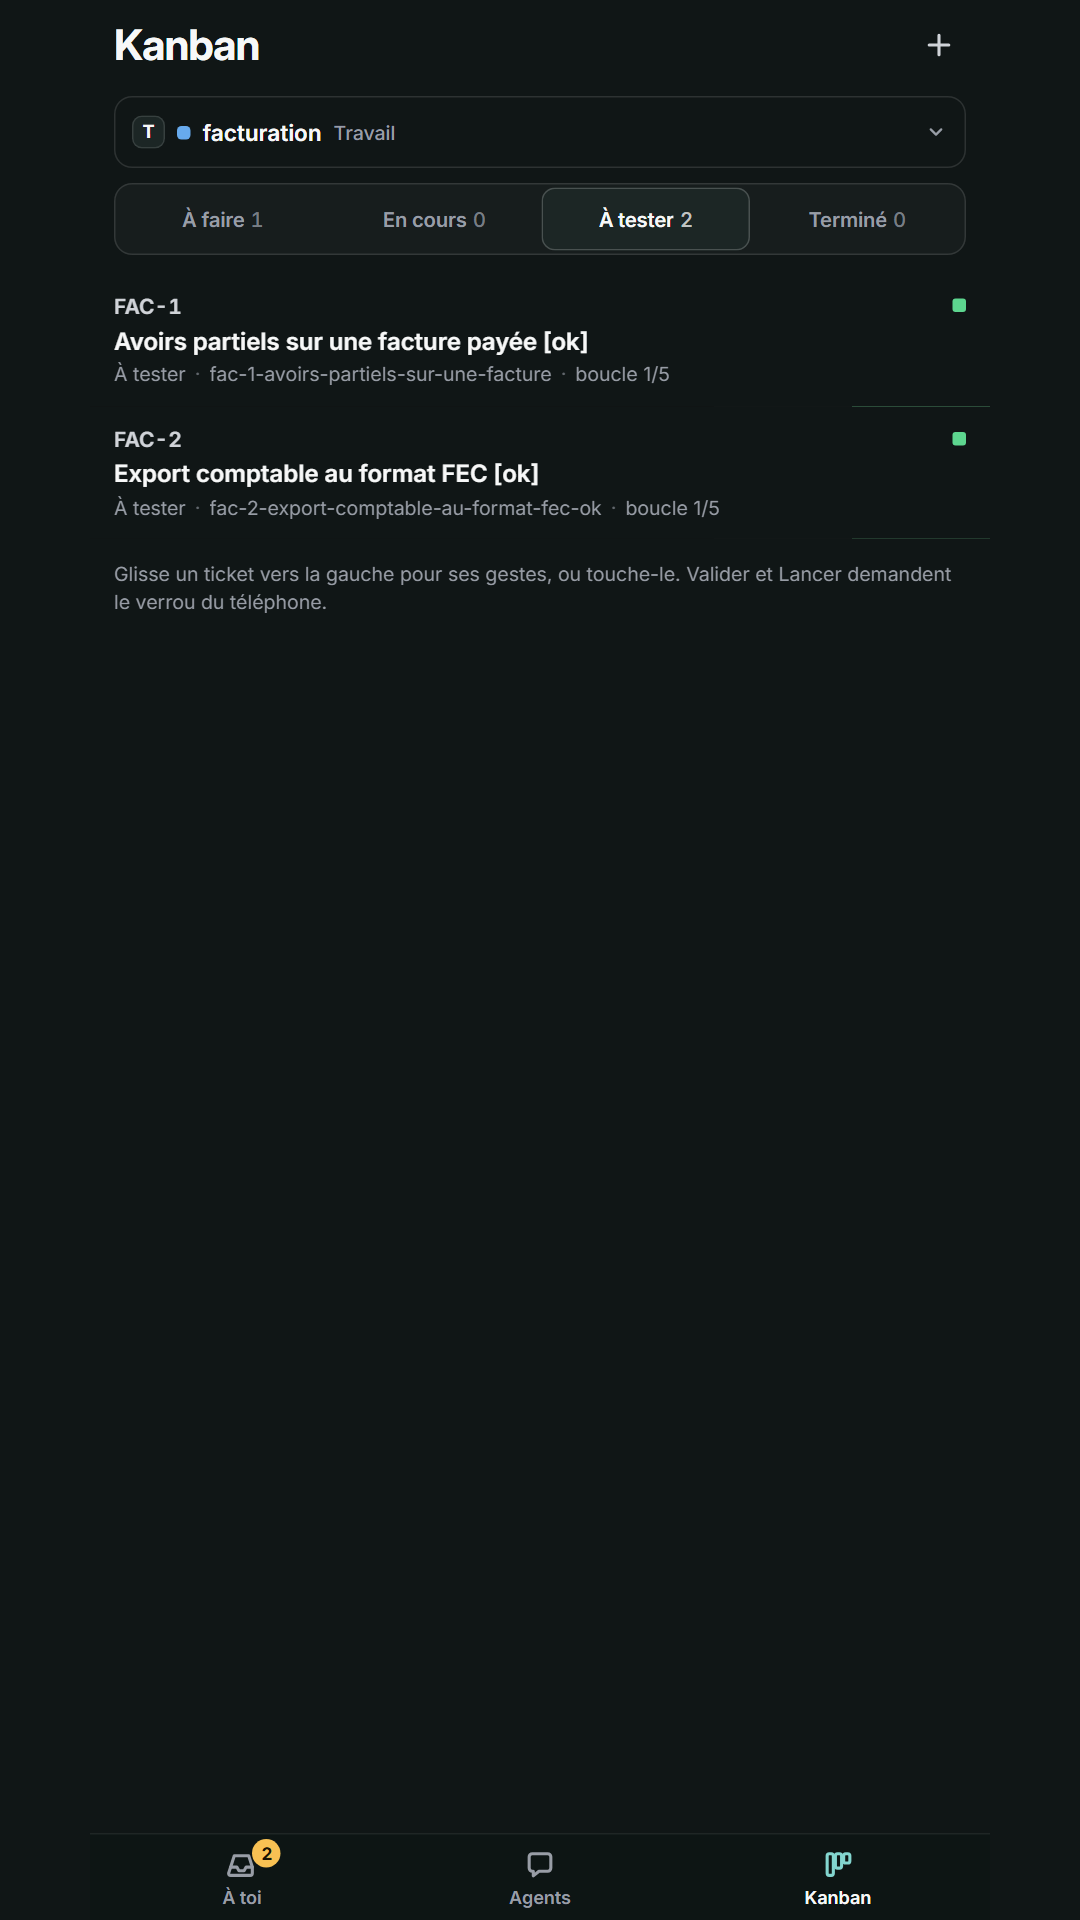 Kanban
T facturation Travail
À faire 1 En cours 0 À tester 2 Terminé 0
FAC-1
Avoirs partiels sur une facture payée [ok]
À tester · fac-1-avoirs-partiels-sur-une-facture · boucle 1/5
FAC-2
Export comptable au format FEC [ok]
À tester · fac-2-export-comptable-au-format-fec-ok · boucle 1/5
Glisse un ticket vers la gauche pour ses gestes, ou touche-le. Valider et Lancer demandent
le verrou du téléphone.
2
À toi Agents Kanban